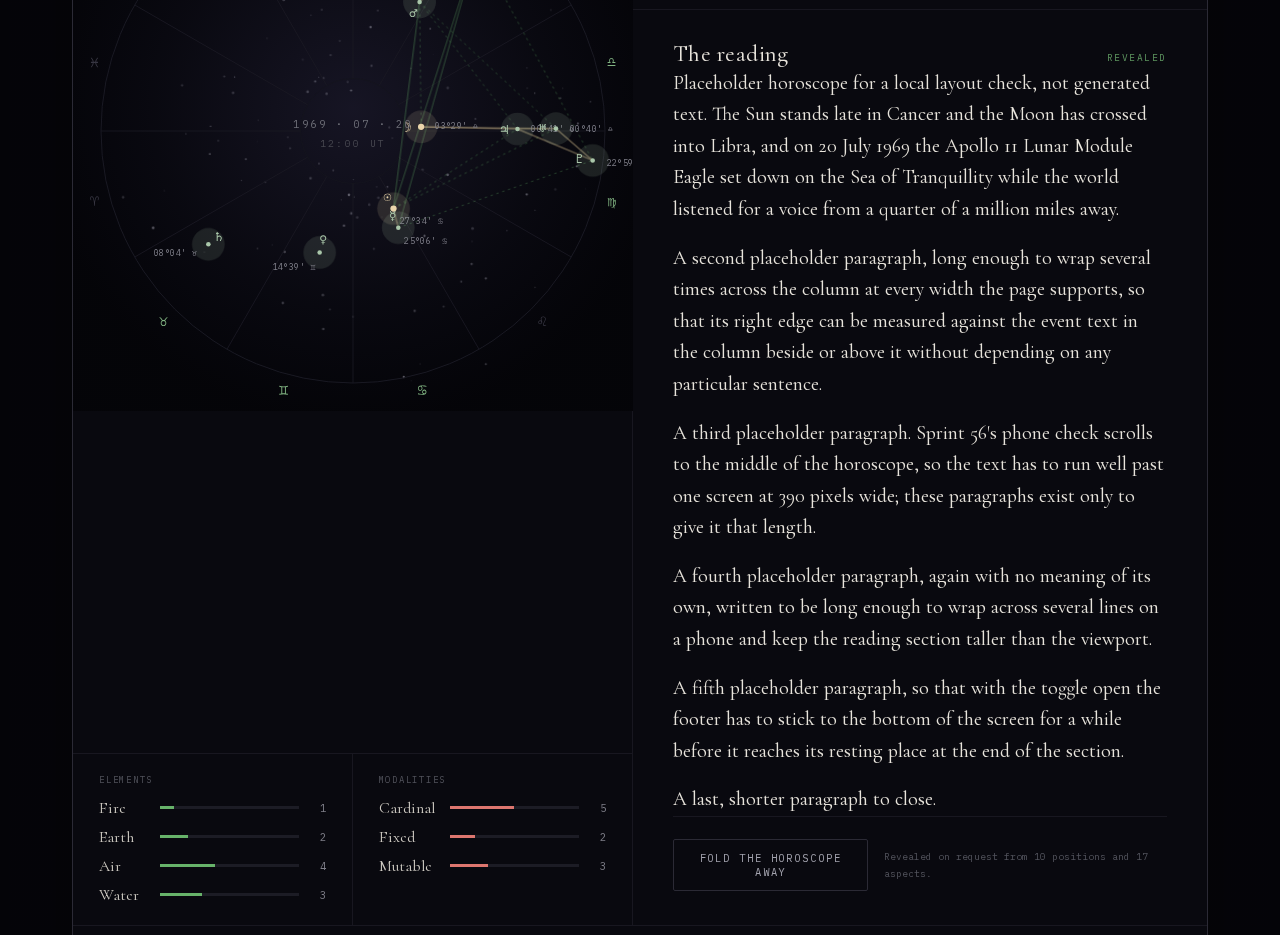 1969 · 07 · 2
12:00 UT
03°29' ♎
00°40' ♎
22°59
27°34' ♋
25°06' ♋
08°04' ♉
14°39' ♊
ELEMENTS
Fire 1
Earth 2
Air 4
Water 3
MODALITIES
Cardinal 5
Fixed 2
Mutable 3
The reading
REVEALED
Placeholder horoscope for a local layout check, not generated
text. The Sun stands late in Cancer and the Moon has crossed
into Libra, and on 20 July 1969 the Apollo 11 Lunar Module
Eagle set down on the Sea of Tranquillity while the world
listened for a voice from a quarter of a million miles away.
A second placeholder paragraph, long enough to wrap several
times across the column at every width the page supports, so
that its right edge can be measured against the event text in
the column beside or above it without depending on any
particular sentence.
A third placeholder paragraph. Sprint 56's phone check scrolls
to the middle of the horoscope, so the text has to run well past
one screen at 390 pixels wide; these paragraphs exist only to
give it that length.
A fourth placeholder paragraph, again with no meaning of its
own, written to be long enough to wrap across several lines on
a phone and keep the reading section taller than the viewport.
A fifth placeholder paragraph, so that with the toggle open the
footer has to stick to the bottom of the screen for a while
before it reaches its resting place at the end of the section.
A last, shorter paragraph to close.
FOLD THE HOROSCOPE
AWAY
Revealed on request from 10 positions and 17
aspects.